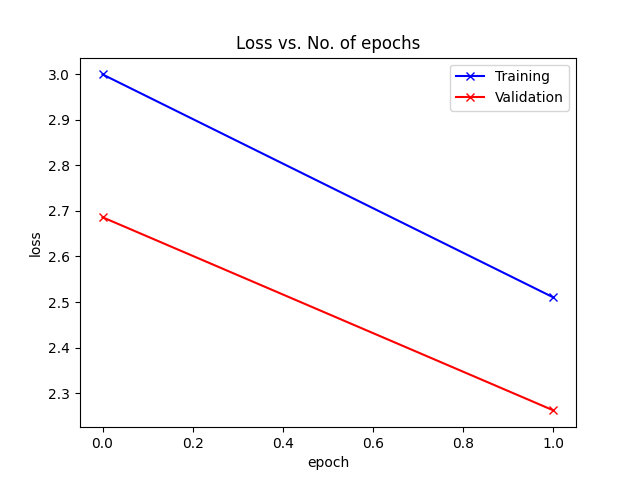 Loss vs. No. of epochs
Training
Validation
3.0
2.9
2.8
2.7
2.6
2.5
2.4
2.3
loss
0.0 0.2 0.4 0.6 0.8 1.0
epoch